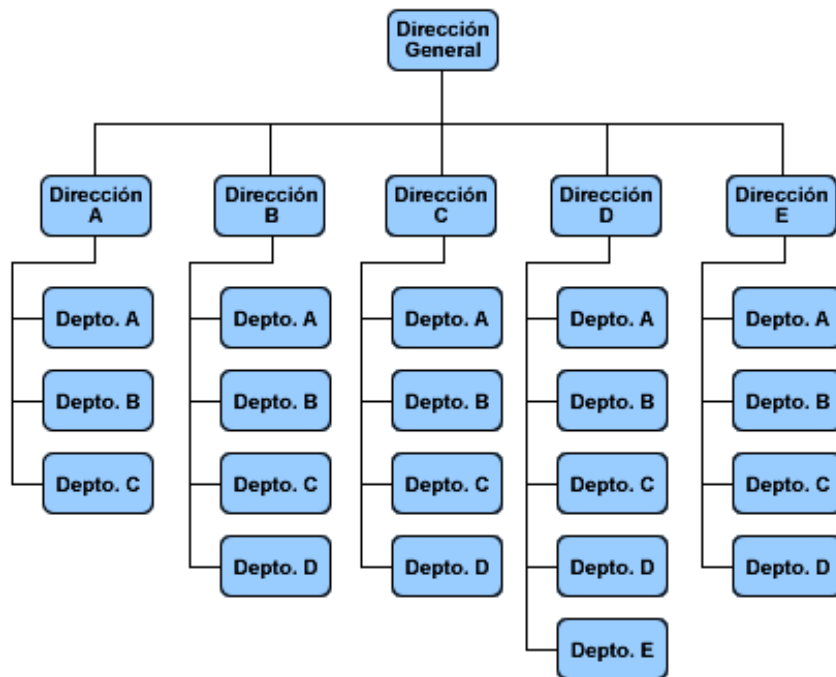 Dirección
General
Dirección
A
Dirección
B
Dirección
C
Dirección
D
Dirección
E
Depto. A
Depto. A
Depto. A
Depto. A
Depto. A
Depto. B
Depto. B
Depto. B
Depto. B
Depto. B
Depto. C
Depto. C
Depto. C
Depto. C
Depto. C
Depto. D
Depto. D
Depto. D
Depto. D
Depto. E